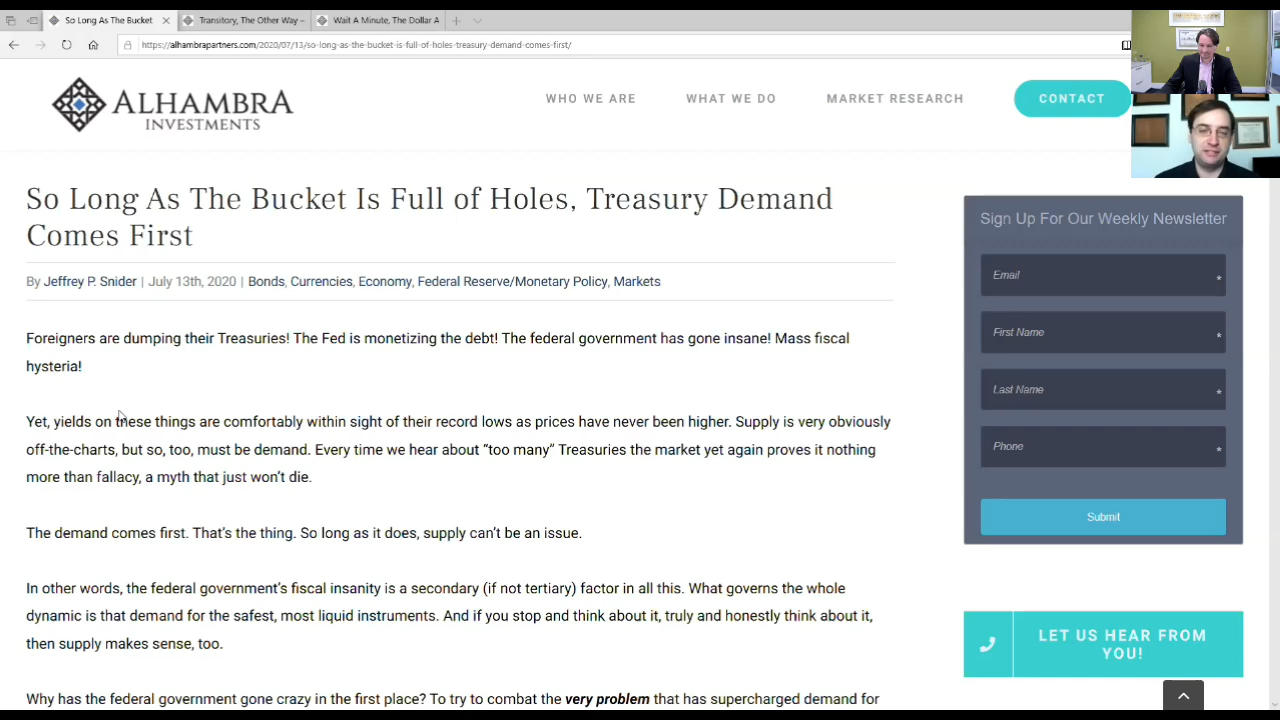 So Long As The Bucket
Transitory, The Other Way –
Wait A Minute, The Dollar A
https://alhambrapartners.com/2020/07/13/so-long-as-the-bucket-is-full-of-holes-treasury-demand-comes-first/
ALHAMBRA
INVESTMENTS
WHO WE ARE
WHAT WE DO
MARKET RESEARCH
CONTACT
So Long As The Bucket Is Full of Holes, Treasury Demand
Comes First
By Jeffrey P. Snider | July 13th, 2020 | Bonds, Currencies, Economy, Federal Reserve/Monetary Policy, Markets
Foreigners are dumping their Treasuries! The Fed is monetizing the debt! The federal government has gone insane! Mass fiscal
hysteria!
Yet, yields on these things are comfortably within sight of their record lows as prices have never been higher. Supply is very obviously
off-the-charts, but so, too, must be demand. Every time we hear about “too many” Treasuries the market yet again proves it nothing
more than fallacy, a myth that just won’t die.
The demand comes first. That’s the thing. So long as it does, supply can’t be an issue.
In other words, the federal government’s fiscal insanity is a secondary (if not tertiary) factor in all this. What governs the whole
dynamic is that demand for the safest, most liquid instruments. And if you stop and think about it, truly and honestly think about it,
then supply makes sense, too.
Why has the federal government gone crazy in the first place? To try to combat the very problem that has supercharged demand for
Sign Up For Our Weekly Newsletter
Email *
First Name *
Last Name *
Phone *
Submit
LET US HEAR FROM
YOU!